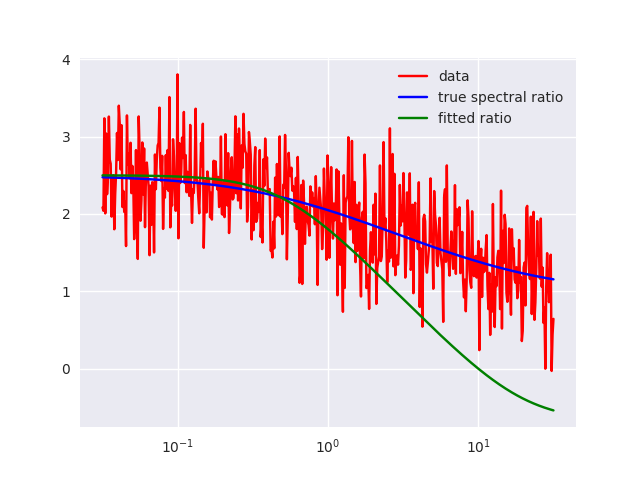 4
3
2
1
0
data
true spectral ratio
fitted ratio
10⁻¹
10⁰
10¹